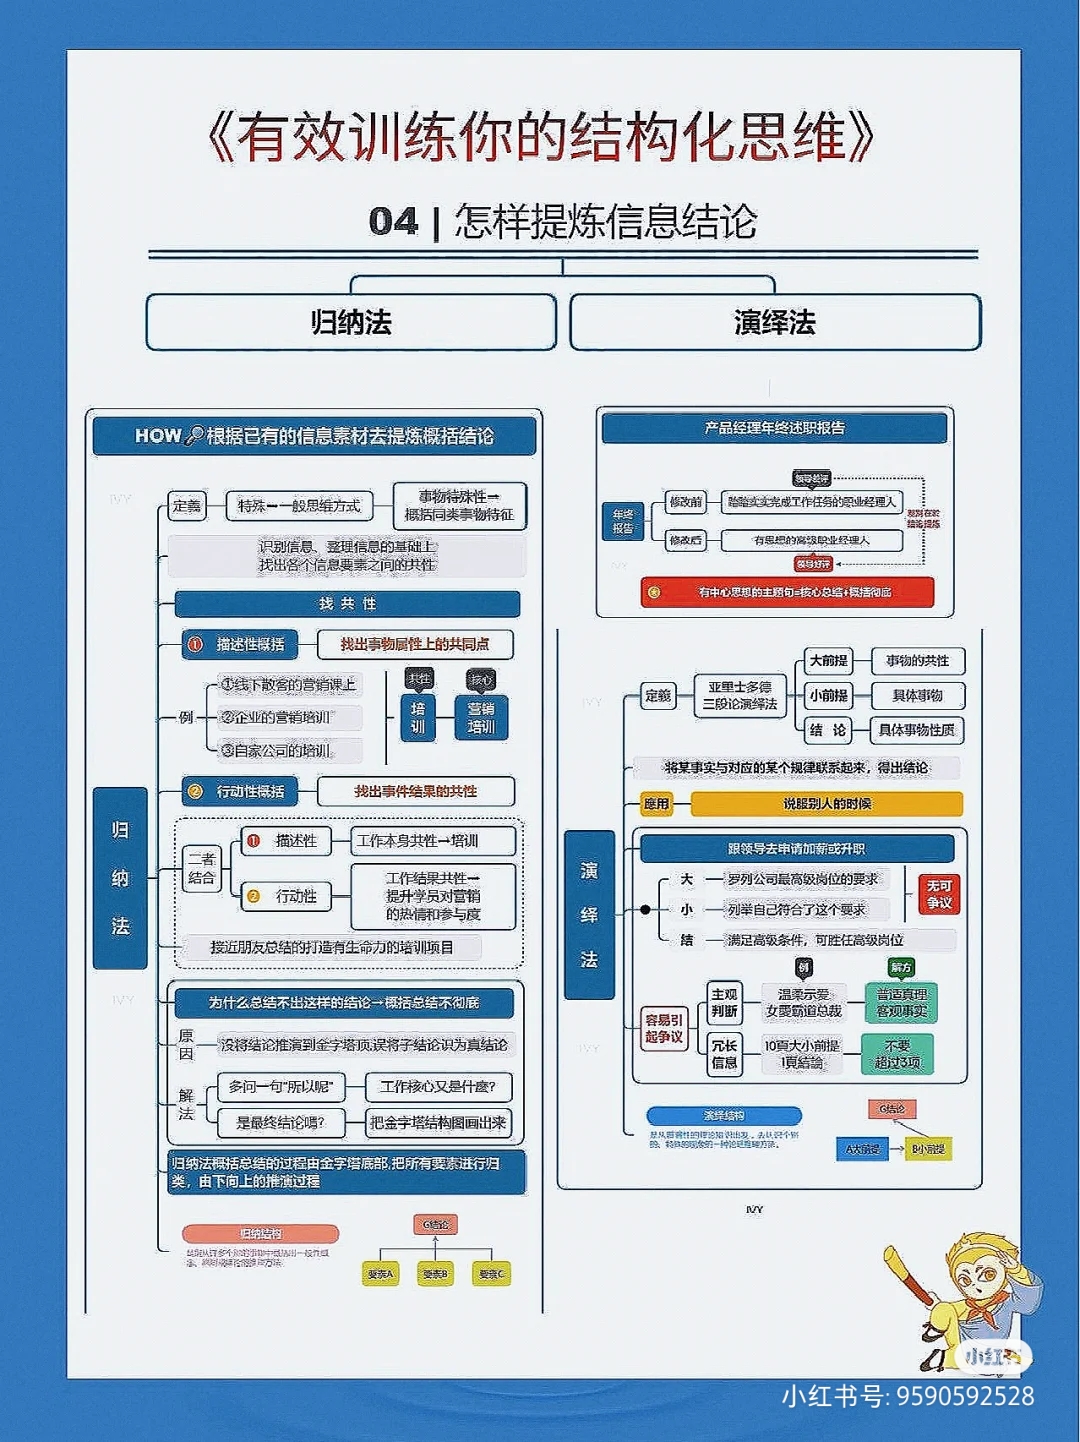 《有效训练你的结构化思维》
04 | 怎样提炼信息结论
归纳法
演绎法
HOW 根据已有的信息素材去提炼概括结论
IVY
定義
特殊→一般思维方式
事物特殊性→
概括同类事物特征
识别信息、整理信息的基础上
找出各个信息要素之间的共性
找 共 性
① 描述性概括
找出事物属性上的共同点
例
①线下散客的营销课上
②企业的营销培训
③自家公司的培训
共性
培训
核心
营销
培训
② 行动性概括
找出事件结果的共性
归纳法
二者
结合
① 描述性
工作本身共性→培训
② 行动性
工作结果共性→
提升学员对营销
的热情和参与度
接近朋友总结的打造有生命力的培训项目
IVY
为什么总结不出这样的结论→概括总结不彻底
原因
没将结论推演到金字塔顶,误将子结论识为真结论
解法
多问一句"所以呢"
工作核心又是什麽?
是最终结论嗎?
把金字塔结构图画出来
归纳法概括总结的过程由金字塔底部,把所有要素进行归
类，由下向上的推演过程
归纳结构
G结论
要素A
要素B
要素C
产品经理年终述职报告
年终
报告
领导差评
修改前
踏踏实实完成工作任务的职业经理人
差别在於
结论提炼
修改后
有思想的高级职业经理人
领导好评
IVY
有中心思想的主题句=核心总结+概括彻底
IVY
定義
亚里士多德
三段论演绎法
大前提
事物的共性
小前提
具体事物
结 论
具体事物性质
将某事实与对应的某个规律联系起来，得出结论
應用
说服别人的时候
演绎法
跟领导去申请加薪或升职
大
罗列公司最高级岗位的要求
小
列举自己符合了这个要求
结
满足高级条件，可胜任高级岗位
无可
争议
例
解方
容易引
起争议
主观
判断
温柔示爱
女要霸道总裁
普适真理
客观事实
冗长
信息
10頁大小前提
1頁結論
不要
超过3项
IVY
演绎结构
G结论
A大前提
B小前提
IVY
小红书
小红书号: 9590592528